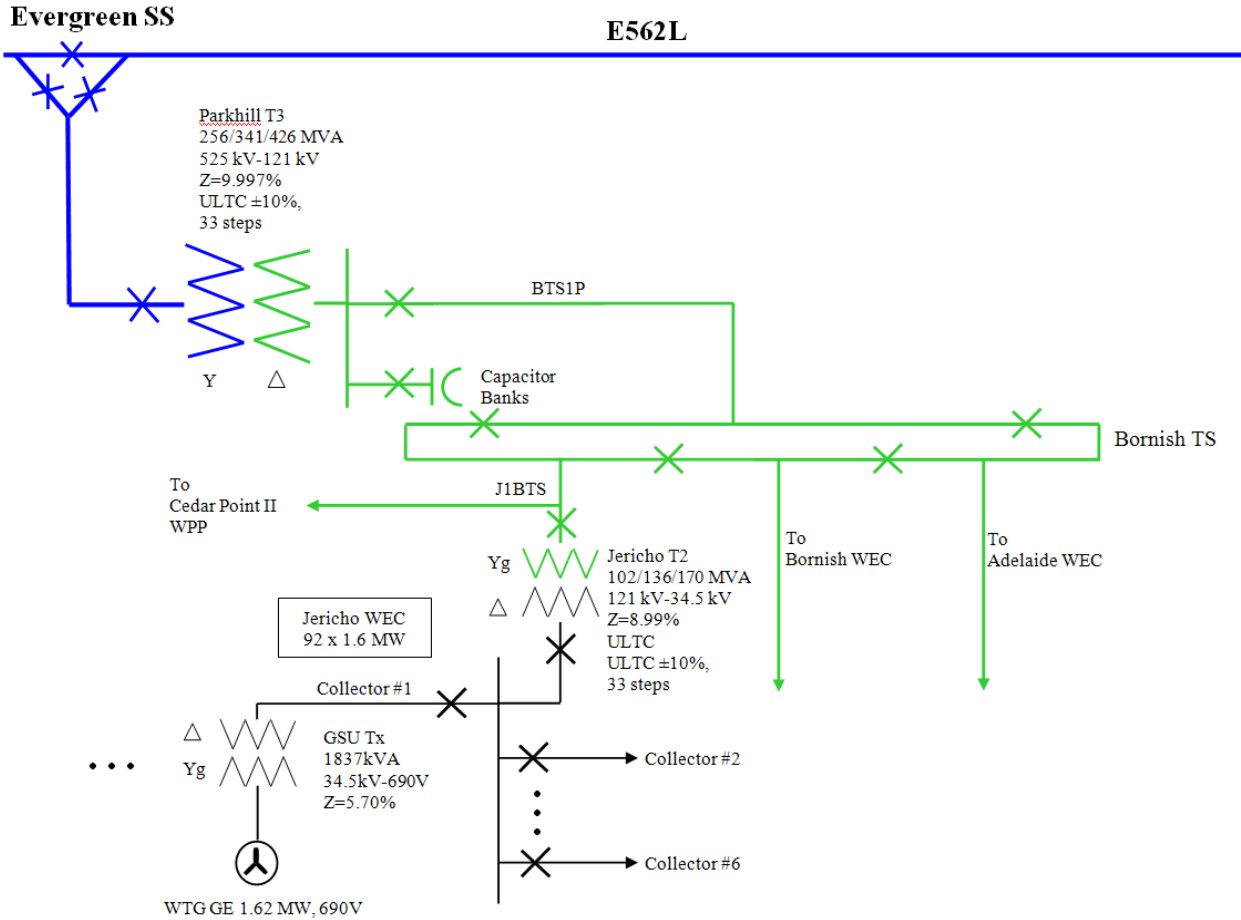 Evergreen SS
E562L
Parkhill T3
256/341/426 MVA
525 kV-121 kV
Z=9.997%
ULTC ±10%,
33 steps
BTS1P
Y
△
Capacitor
Banks
Bornish TS
To
Cedar Point II
WPP
J1BTS
To
Bornish WEC
To
Adelaide WEC
Yg
△
Jericho T2
102/136/170 MVA
121 kV-34.5 kV
Z=8.99%
ULTC
ULTC ±10%,
33 steps
Jericho WEC
92 x 1.6 MW
Collector #1
△
Yg
GSU Tx
1837kVA
34.5kV-690V
Z=5.70%
Collector #2
Collector #6
WTG GE 1.62 MW, 690V